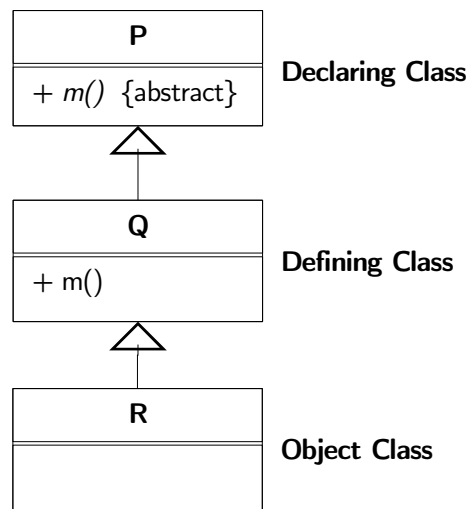 P
Declaring Class
+ m() {abstract}
Q
Defining Class
+ m()
R
Object Class